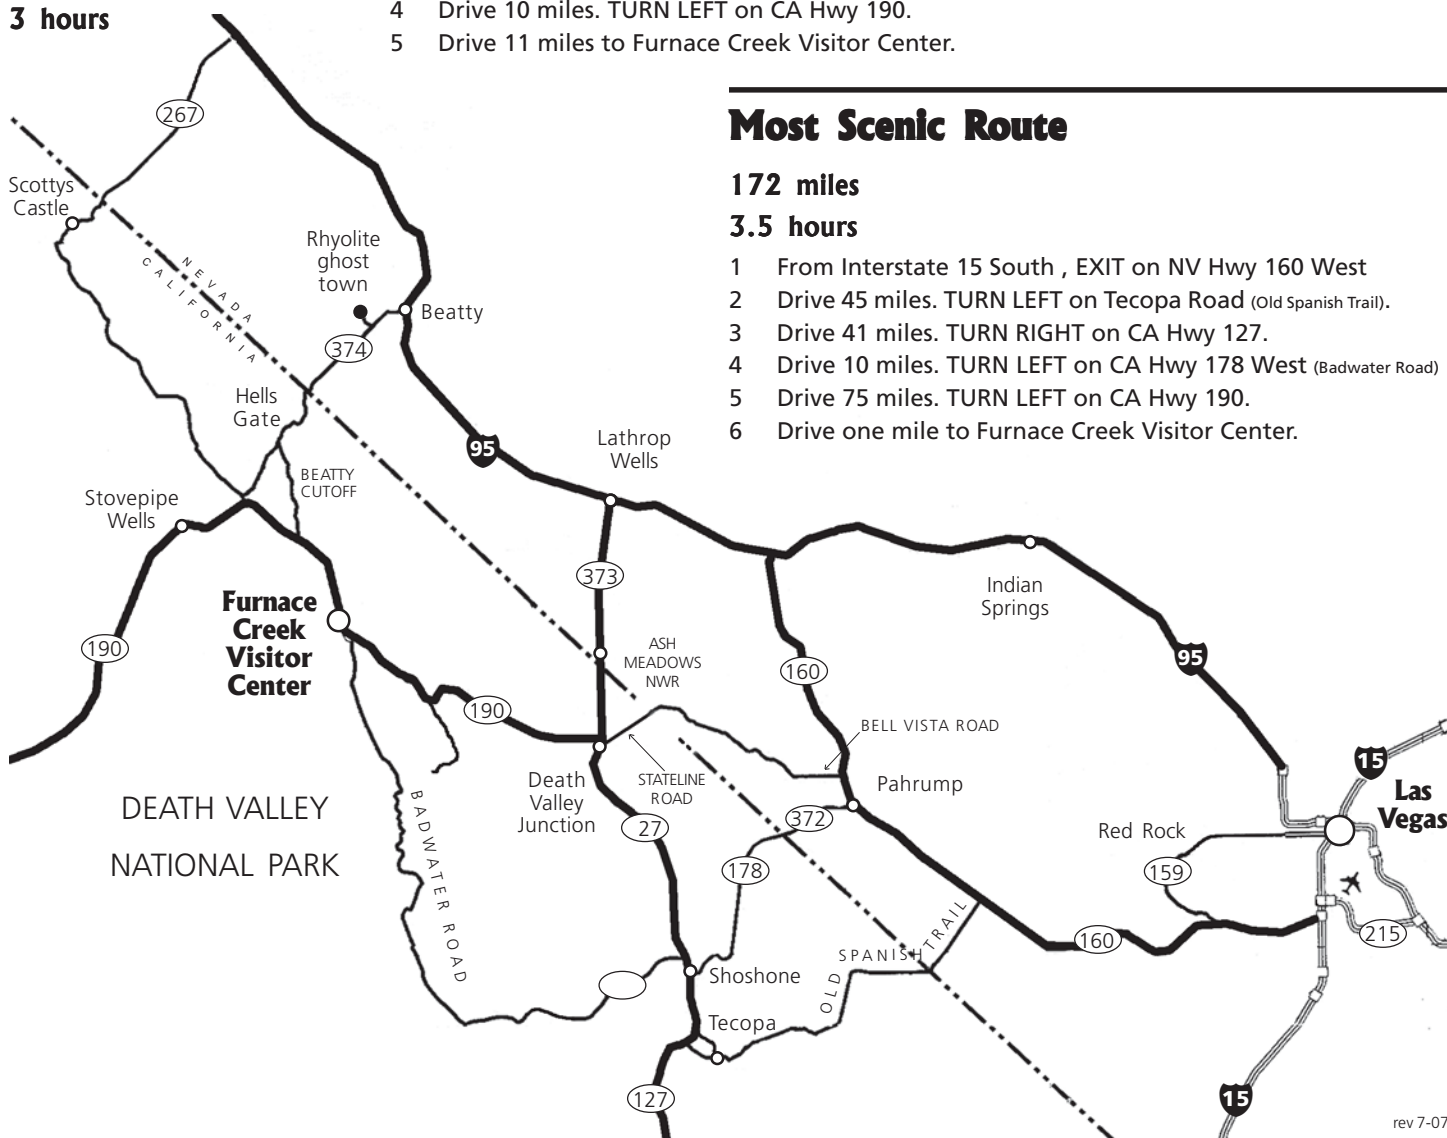 3 hours
4 Drive 10 miles. TURN LEFT on CA Hwy 190.
5 Drive 11 miles to Furnace Creek Visitor Center.
Most Scenic Route
172 miles
3.5 hours
1 From Interstate 15 South , EXIT on NV Hwy 160 West
2 Drive 45 miles. TURN LEFT on Tecopa Road (Old Spanish Trail).
3 Drive 41 miles. TURN RIGHT on CA Hwy 127.
4 Drive 10 miles. TURN LEFT on CA Hwy 178 West (Badwater Road)
5 Drive 75 miles. TURN LEFT on CA Hwy 190.
6 Drive one mile to Furnace Creek Visitor Center.
267
Scottys
Castle
NEVADA
CALIFORNIA
Rhyolite
ghost
town
Beatty
374
Hells
Gate
BEATTY
CUTOFF
95
Lathrop
Wells
Stovepipe
Wells
373
Indian
Springs
Furnace
Creek
Visitor
Center
190
ASH
MEADOWS
NWR
160
95
190
BELL VISTA ROAD
STATELINE
ROAD
Death
Valley
Junction
Pahrump
15
Las
Vegas
DEATH VALLEY
NATIONAL PARK
BADWATER ROAD
27
372
178
Red Rock
159
OLD SPANISH TRAIL
160
215
Shoshone
Tecopa
127
15
rev 7-07